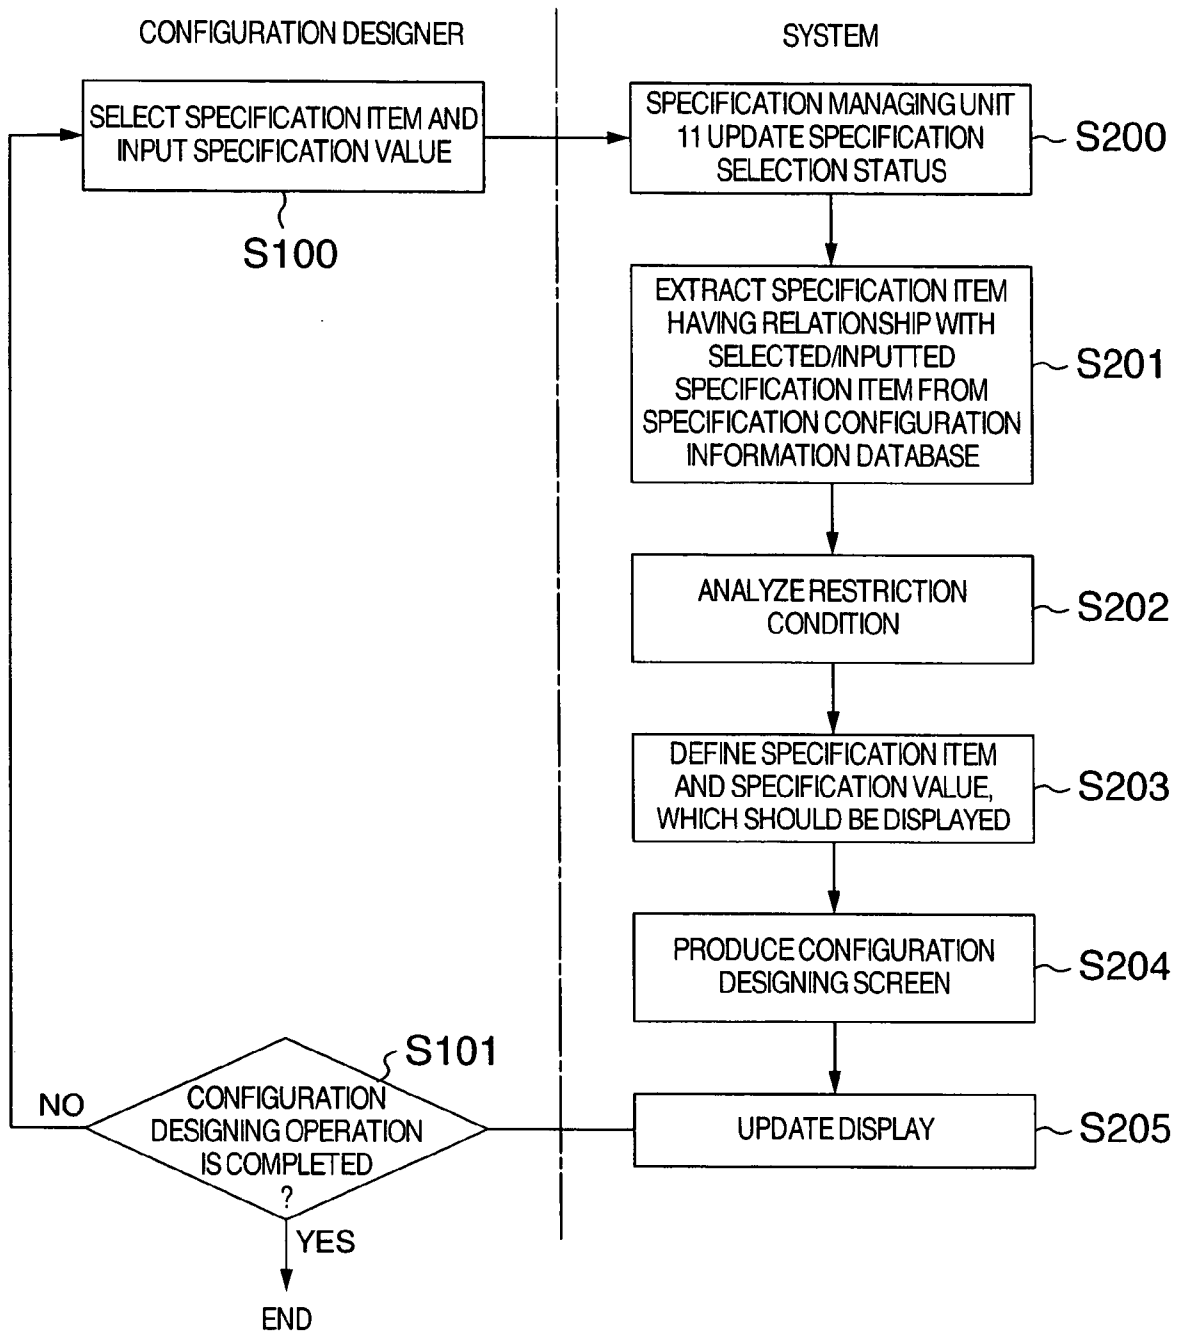 CONFIGURATION DESIGNER
SYSTEM
SELECT SPECIFICATION ITEM AND
INPUT SPECIFICATION VALUE
S100
SPECIFICATION MANAGING UNIT
11 UPDATE SPECIFICATION
SELECTION STATUS
S200
EXTRACT SPECIFICATION ITEM
HAVING RELATIONSHIP WITH
SELECTED/INPUTTED
SPECIFICATION ITEM FROM
SPECIFICATION CONFIGURATION
INFORMATION DATABASE
S201
ANALYZE RESTRICTION
CONDITION
S202
DEFINE SPECIFICATION ITEM
AND SPECIFICATION VALUE,
WHICH SHOULD BE DISPLAYED
S203
PRODUCE CONFIGURATION
DESIGNING SCREEN
S204
UPDATE DISPLAY
S205
S101
CONFIGURATION
DESIGNING OPERATION
IS COMPLETED
?
NO
YES
END